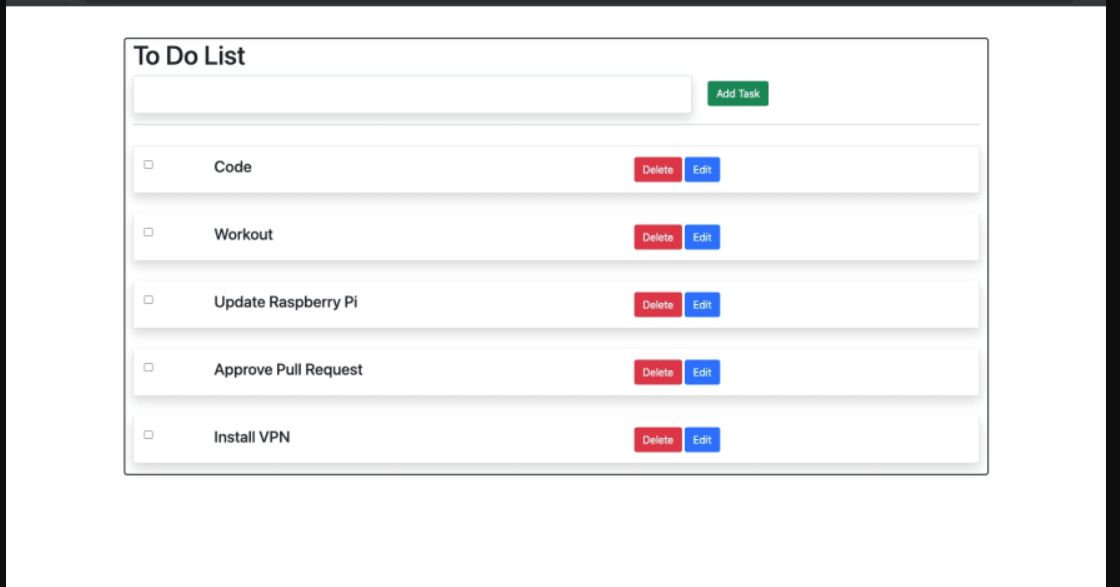 To Do List
Add Task
Code Delete Edit
Workout Delete Edit
Update Raspberry Pi Delete Edit
Approve Pull Request Delete Edit
Install VPN Delete Edit